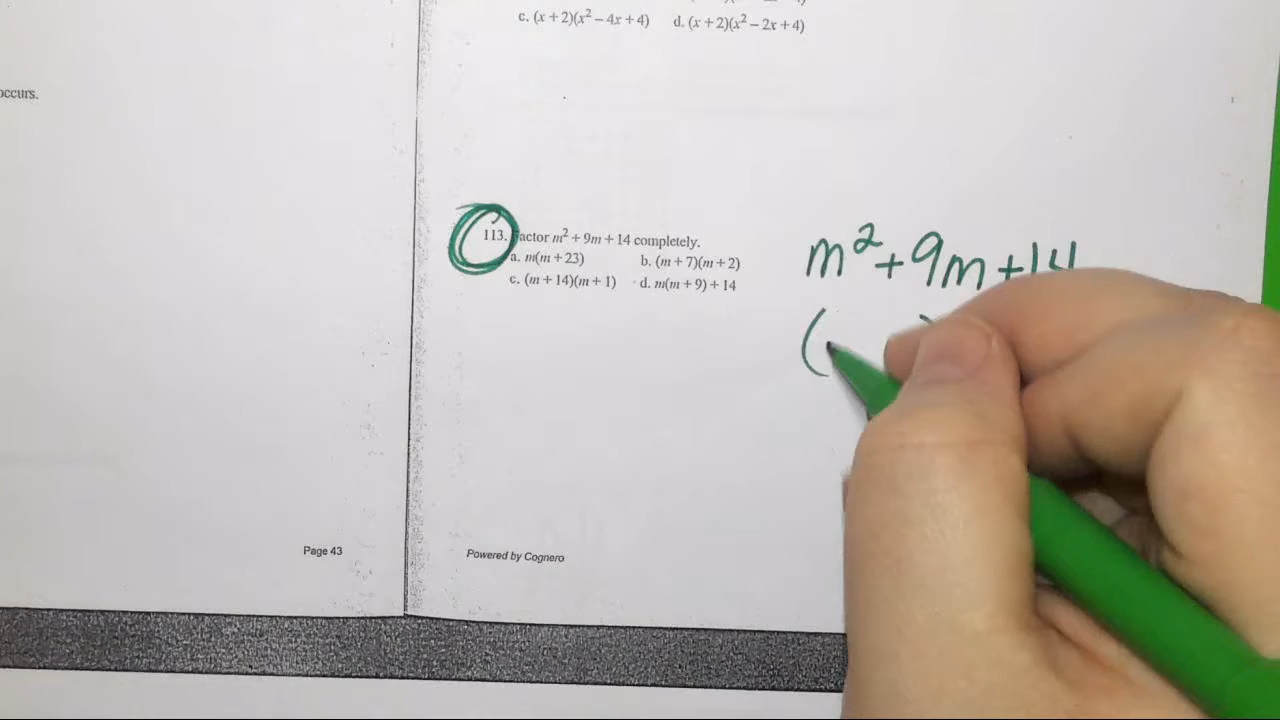 c. (x + 2)(x² – 4x + 4) d. (x + 2)(x² – 2x + 4)
occurs.
113. Factor m² + 9m + 14 completely.
a. m(m + 23) b. (m + 7)(m + 2)
c. (m + 14)(m + 1) d. m(m + 9) + 14
m²+9m+14
( )
Page 43
Powered by Cognero